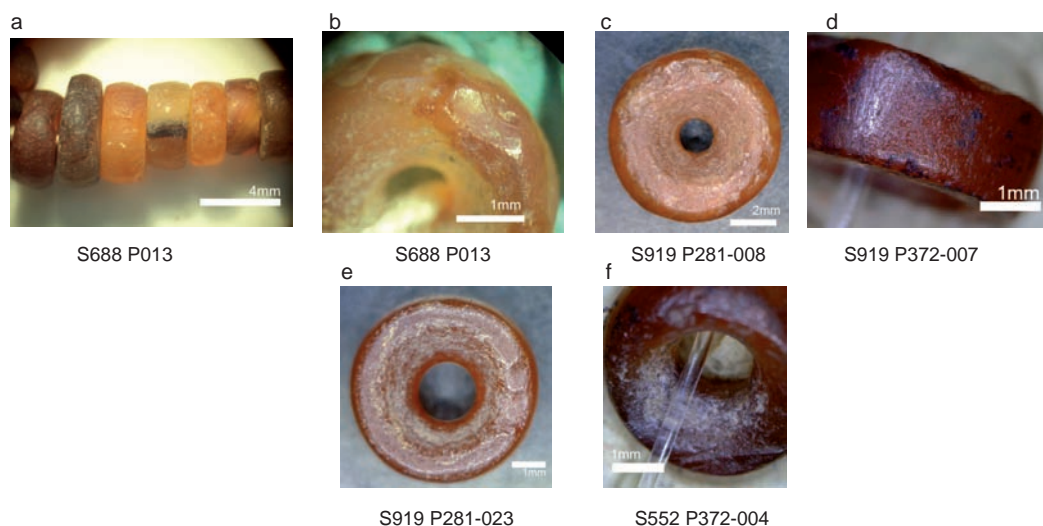 a
b
c
d
4mm
1mm
2mm
1mm
S688 P013
S688 P013
S919 P281-008
S919 P372-007
e
f
1mm
1mm
S919 P281-023
S552 P372-004